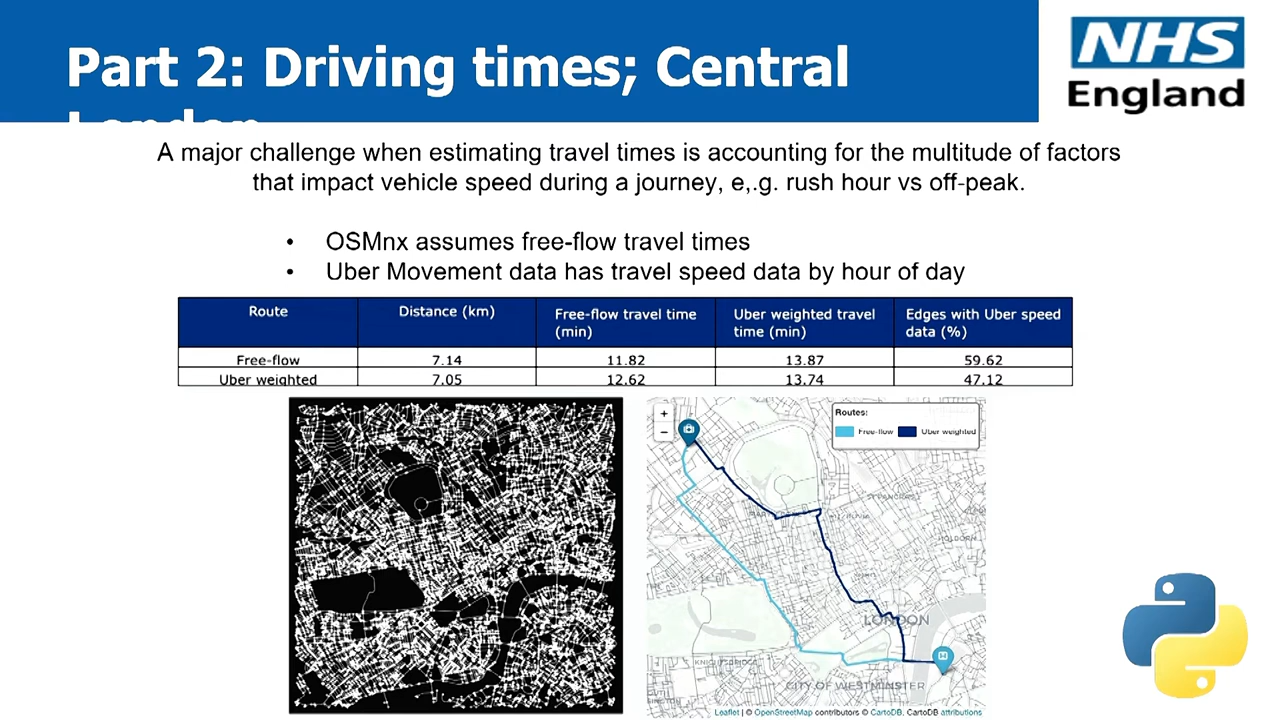 Part 2: Driving times; Central
London
NHS
England
A major challenge when estimating travel times is accounting for the multitude of factors
that impact vehicle speed during a journey, e,.g. rush hour vs off-peak.
• OSMnx assumes free-flow travel times
• Uber Movement data has travel speed data by hour of day
Route Distance (km) Free-flow travel time (min) Uber weighted travel time (min) Edges with Uber speed data (%)
Free-flow 7.14 11.82 13.87 59.62
Uber weighted 7.05 12.62 13.74 47.12
+
−
Routes:
Free-flow Uber weighted
ST PANCRAS
HOLBORN
LONDON
KNIGHTSBRIDGE
CITY OF WESTMINSTER
Leaflet | © OpenStreetMap contributors © CartoDB, CartoDB attributions